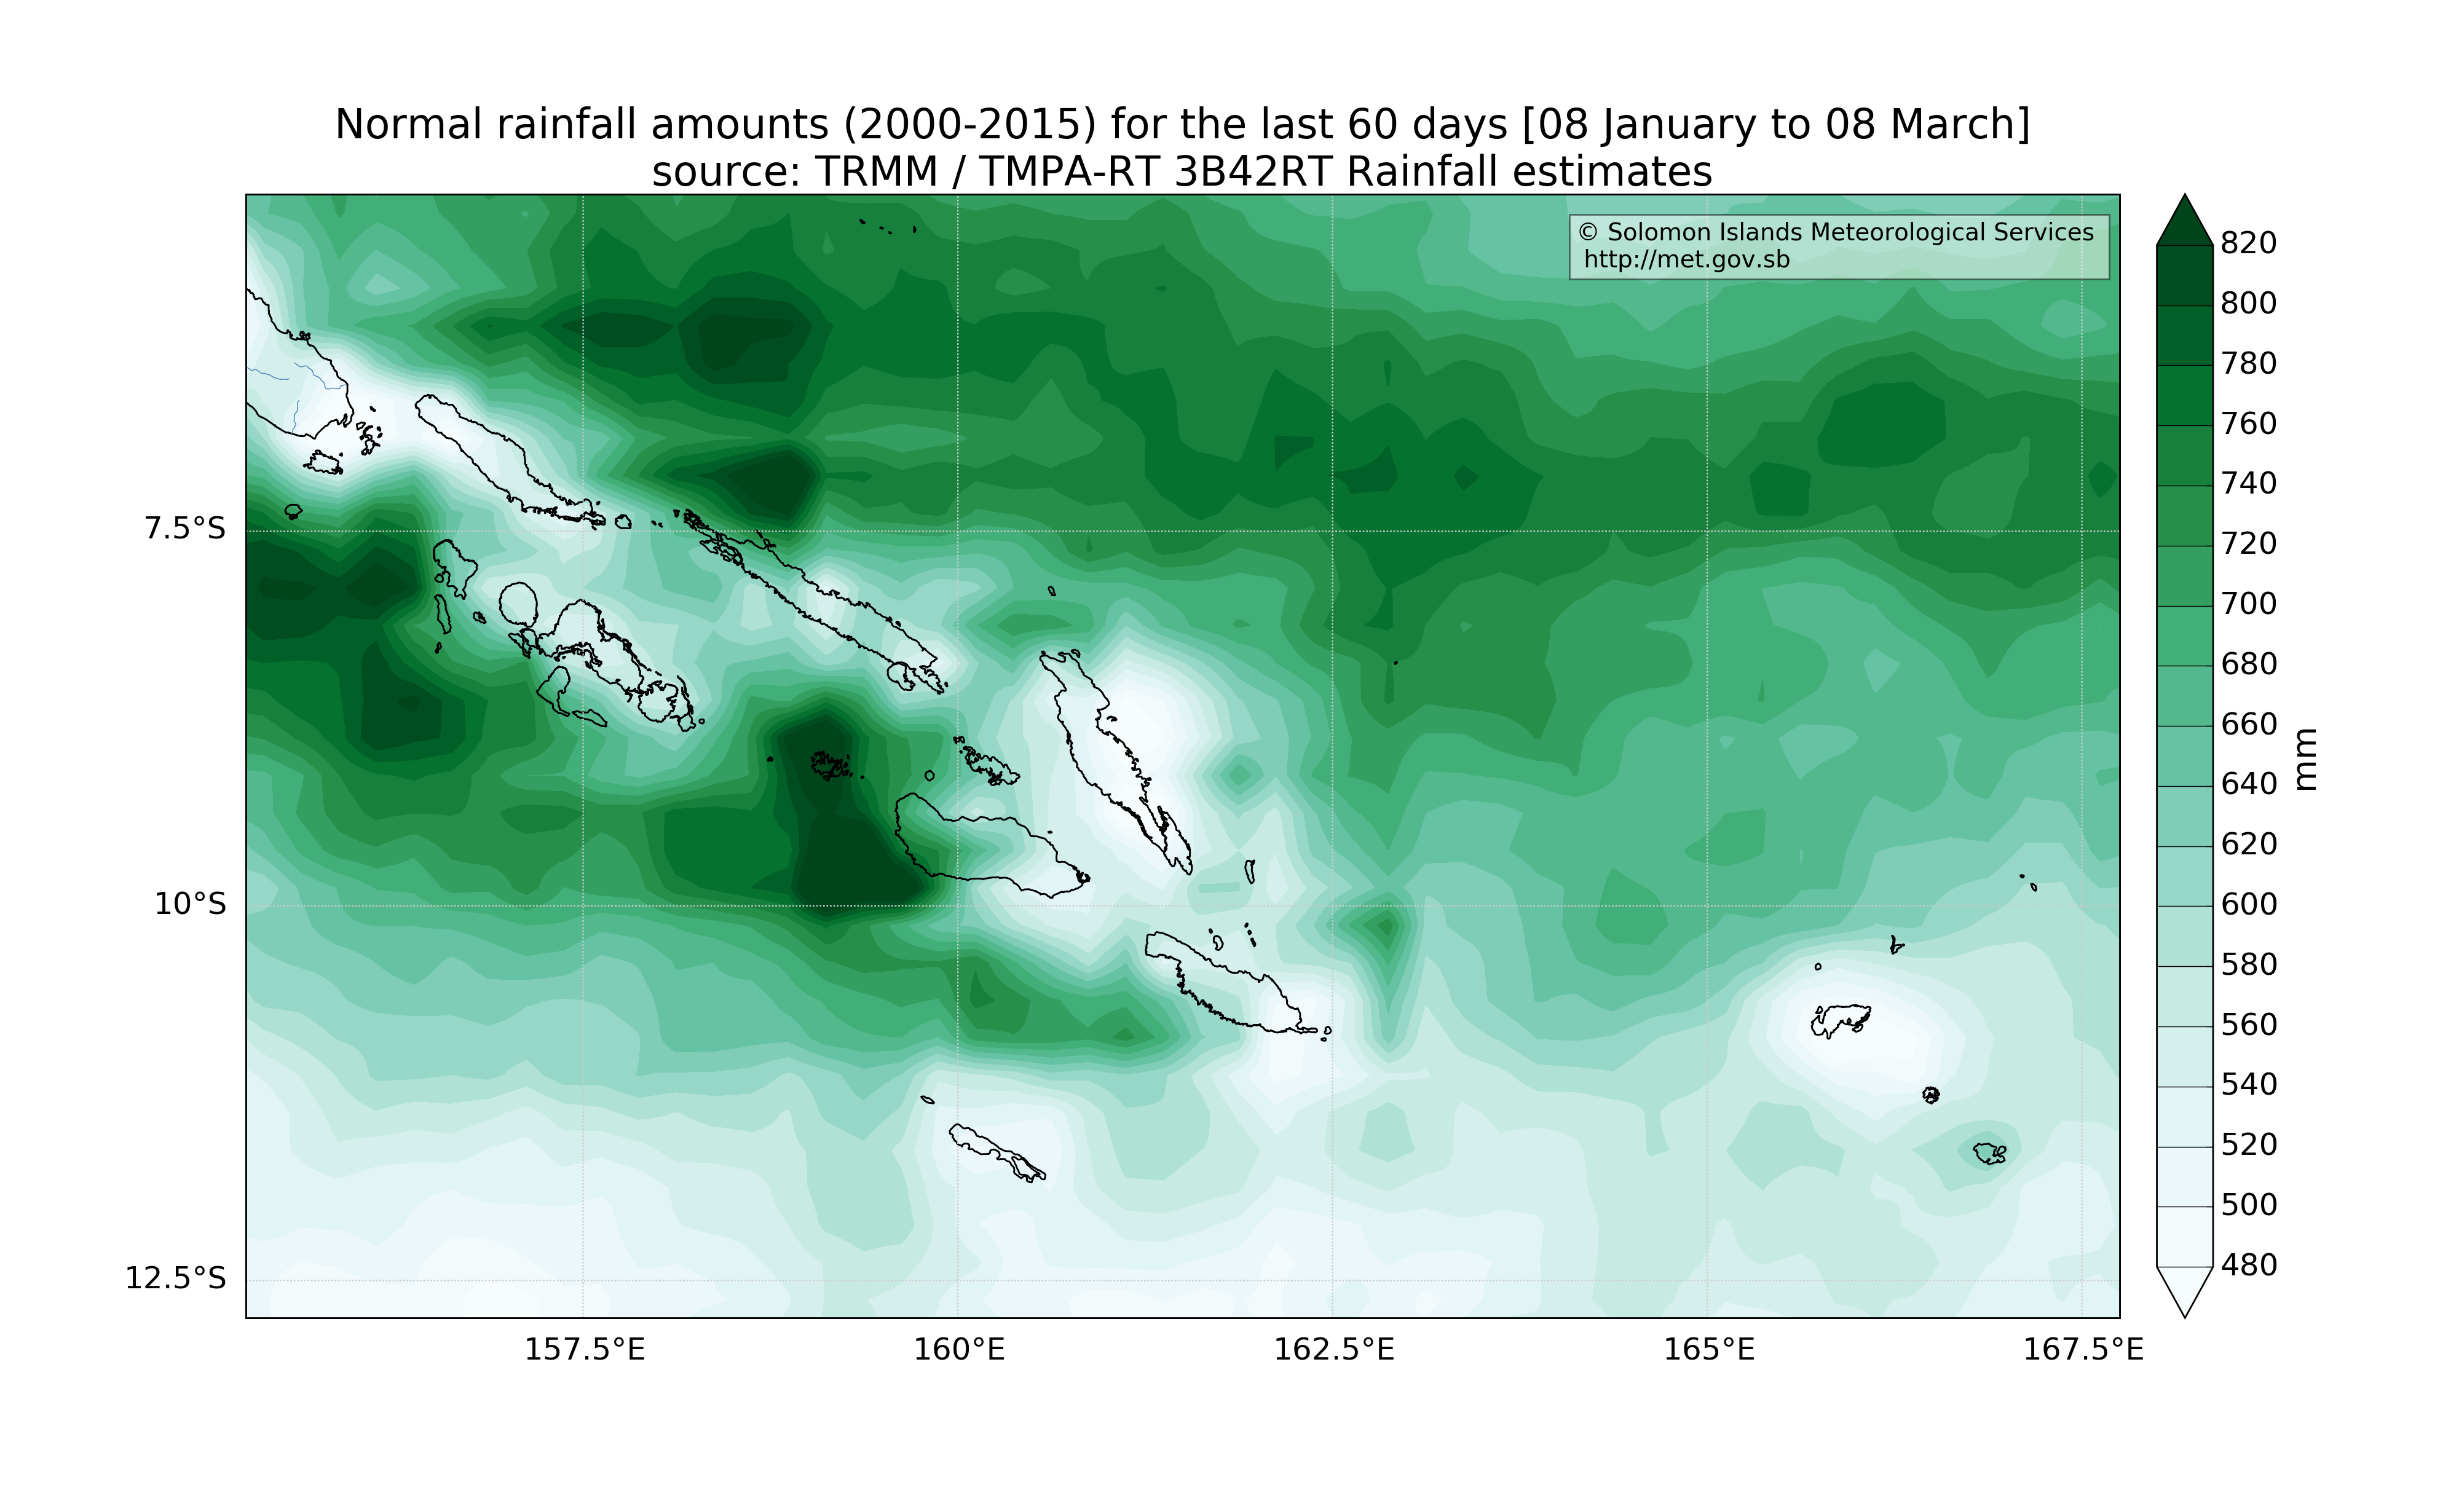 Normal rainfall amounts (2000-2015) for the last 60 days [08 January to 08 March]
source: TRMM / TMPA-RT 3B42RT Rainfall estimates
© Solomon Islands Meteorological Services
http://met.gov.sb
820
800
780
760
740
720
700
680
660
640
620
600
580
560
540
520
500
480
mm
7.5°S
10°S
12.5°S
157.5°E
160°E
162.5°E
165°E
167.5°E